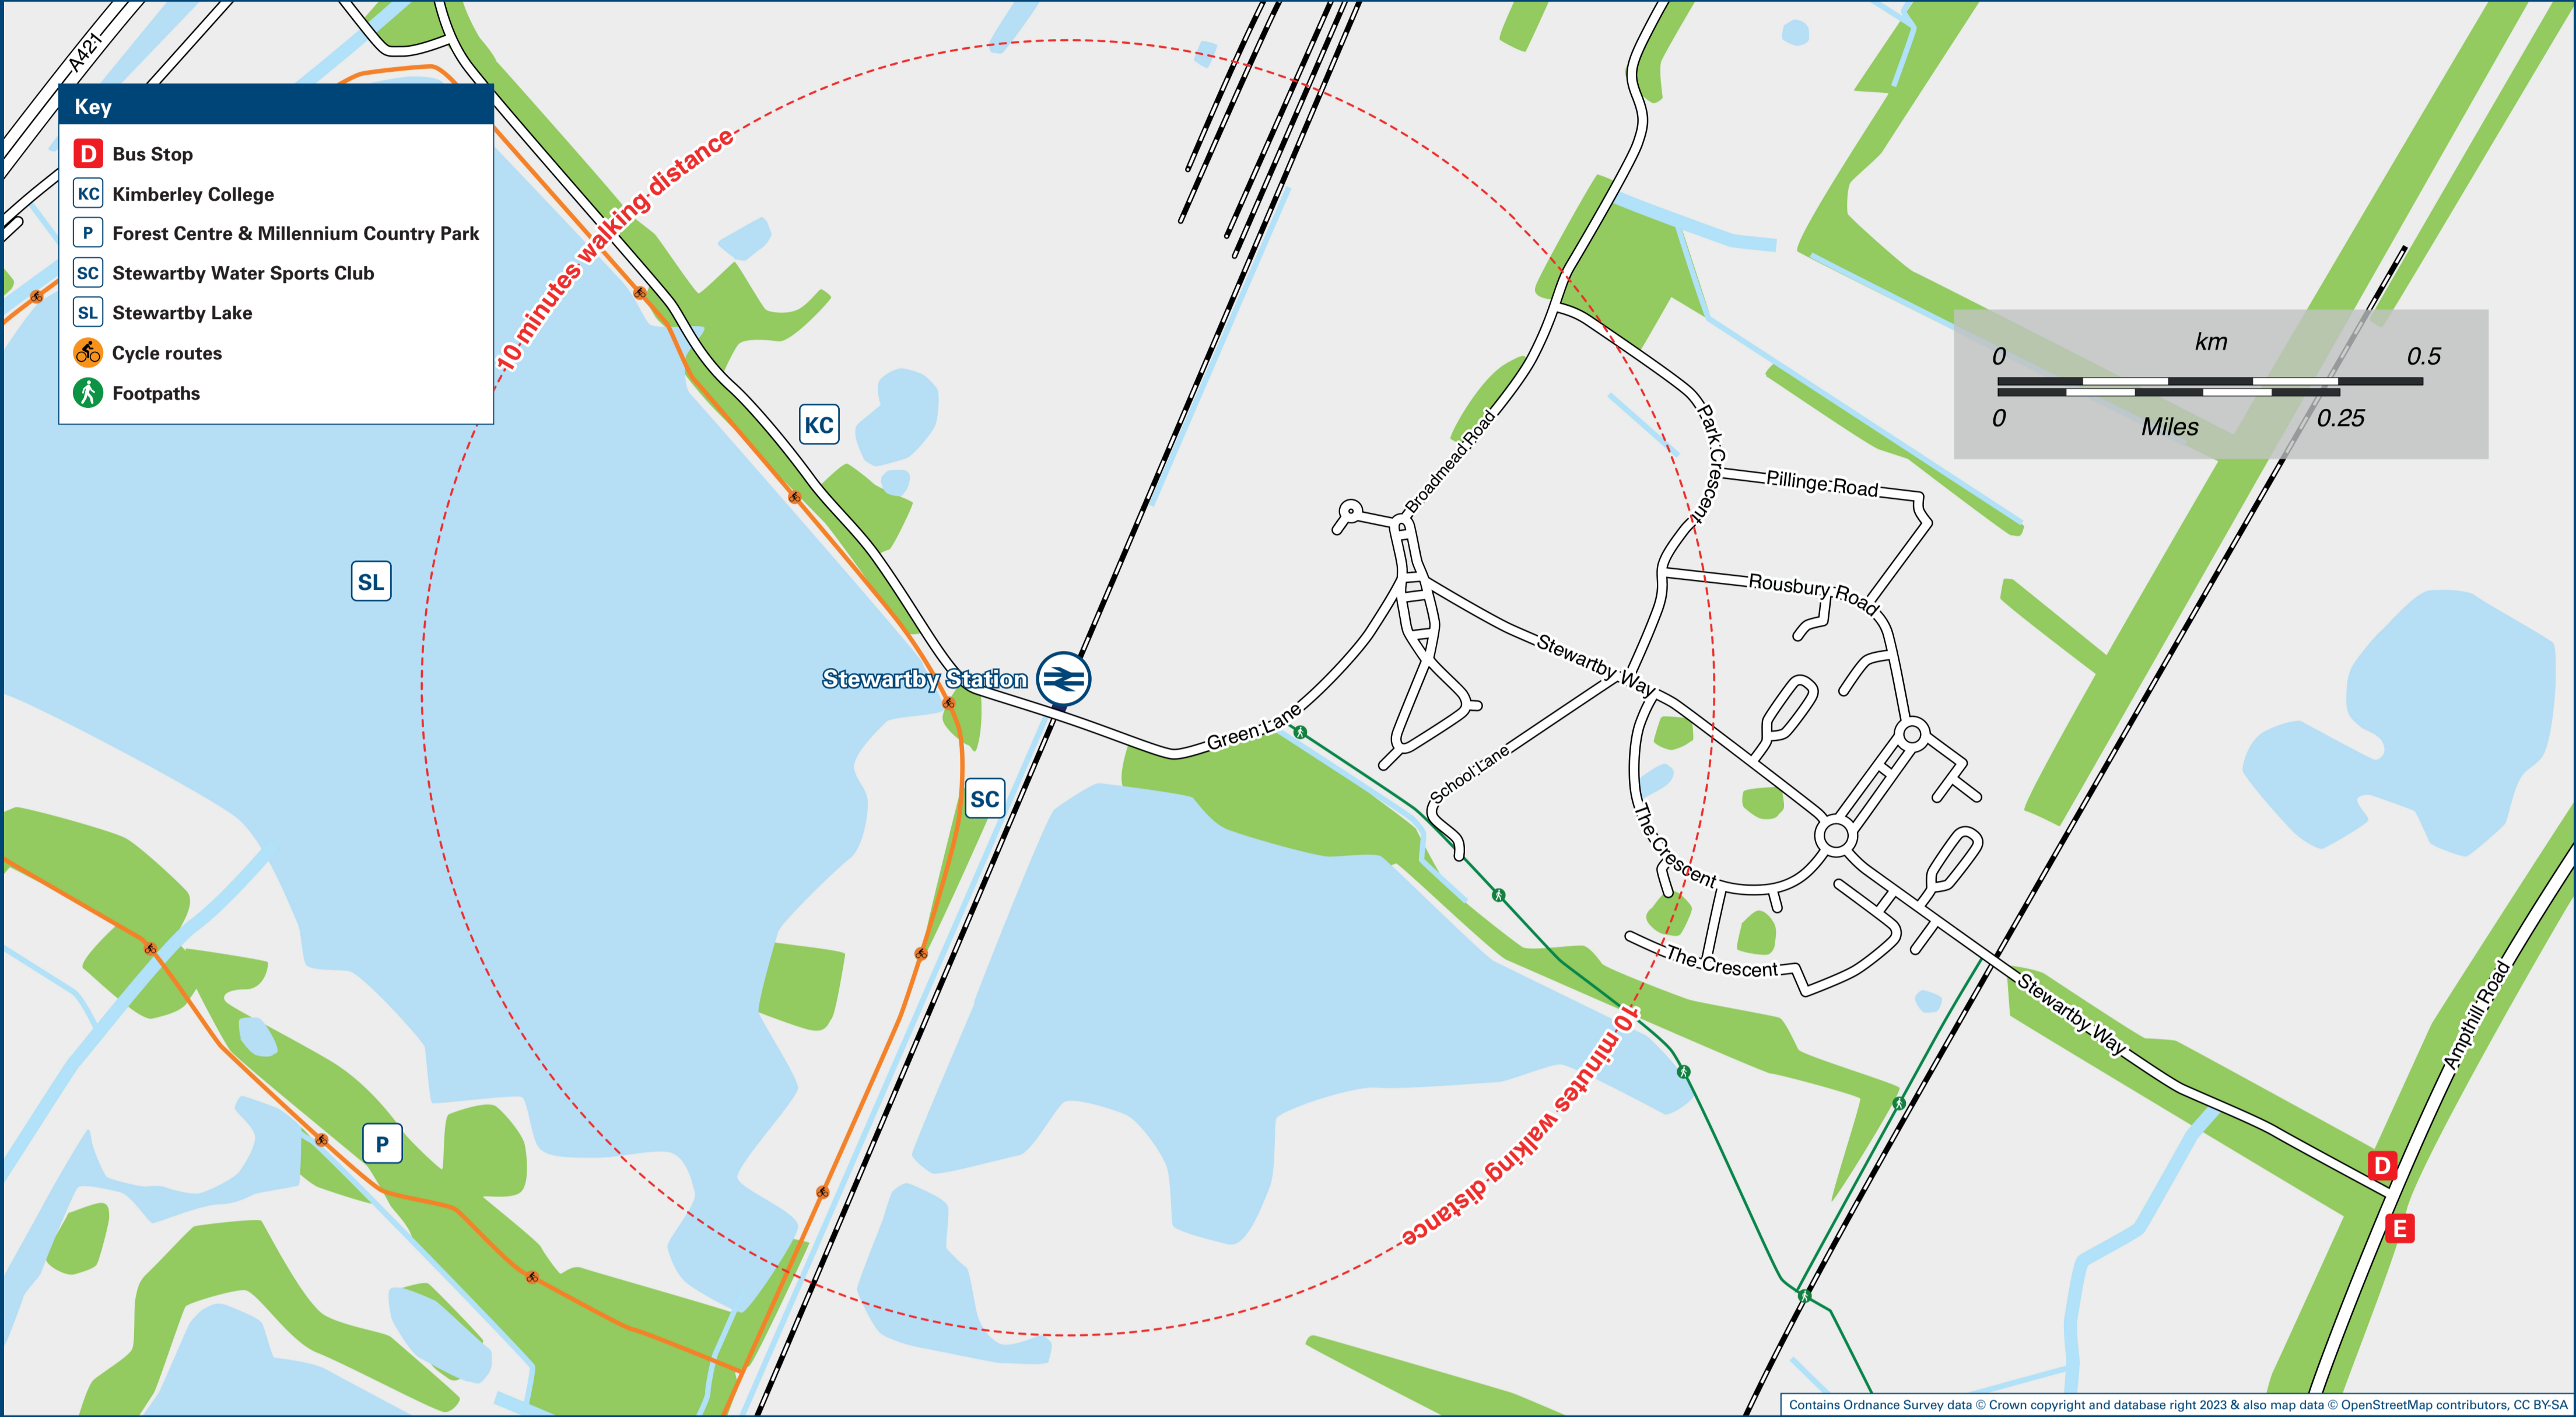 A421
Key
D Bus Stop
KC Kimberley College
P Forest Centre & Millennium Country Park
SC Stewartby Water Sports Club
SL Stewartby Lake
Cycle routes
Footpaths
10 minutes walking distance
km
0 0.5
0 0.25
Miles
KC
Park Crescent
Broadmead Road
Pillinge Road
SL
Rousbury Road
Stewartby Way
Stewartby Station
Green Lane
School Lane
SC
The Crescent
The Crescent
Stewartby Way
Ampthill Road
10 minutes walking distance
P
D
E
Contains Ordnance Survey data © Crown copyright and database right 2023 & also map data © OpenStreetMap contributors, CC BY-SA